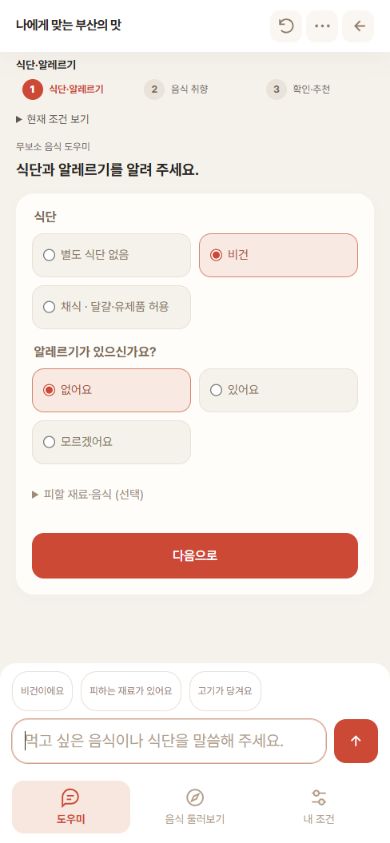 나에게 맞는 부산의 맛
식단·알레르기
1 식단·알레르기 2 음식 취향 3 확인·추천
▶ 현재 조건 보기
무보소 음식 도우미
식단과 알레르기를 알려 주세요.
식단
별도 식단 없음
비건
채식 · 달걀·유제품 허용
알레르기가 있으신가요?
없어요
있어요
모르겠어요
▶ 피할 재료·음식 (선택)
다음으로
비건이에요 피하는 재료가 있어요 고기가 당겨요
먹고 싶은 음식이나 식단을 말씀해 주세요.
도우미 음식 둘러보기 내 조건